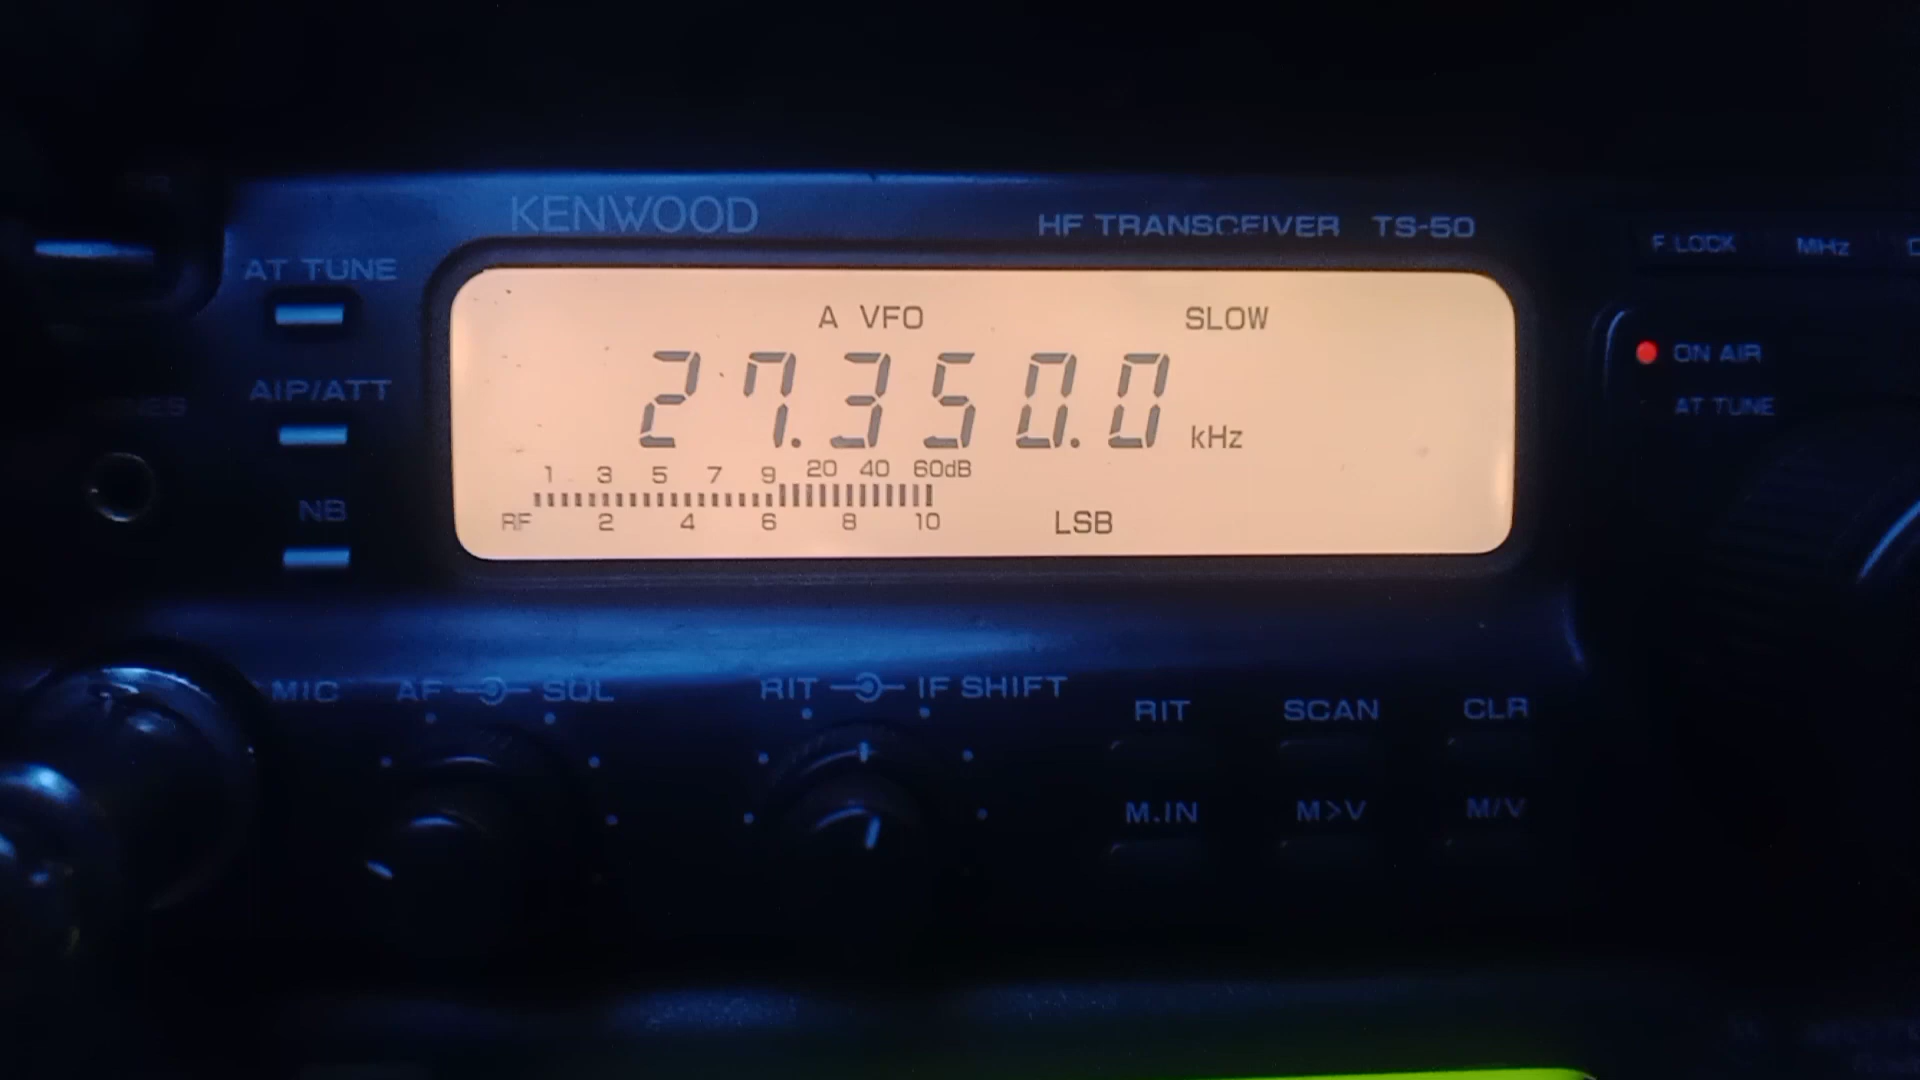 KENWOOD
HF TRANSCEIVER TS-50
F LOCK
MHz
AT TUNE
A VFO
SLOW
ON AIR
27.350.0 kHz
AIP/ATT
AT TUNE
1 3 5 7 9 20 40 60dB
NB
RF 2 4 6 8 10
LSB
MIC
AF SQL
RIT IF SHIFT
RIT
SCAN
CLR
M.IN
M>V
M/V